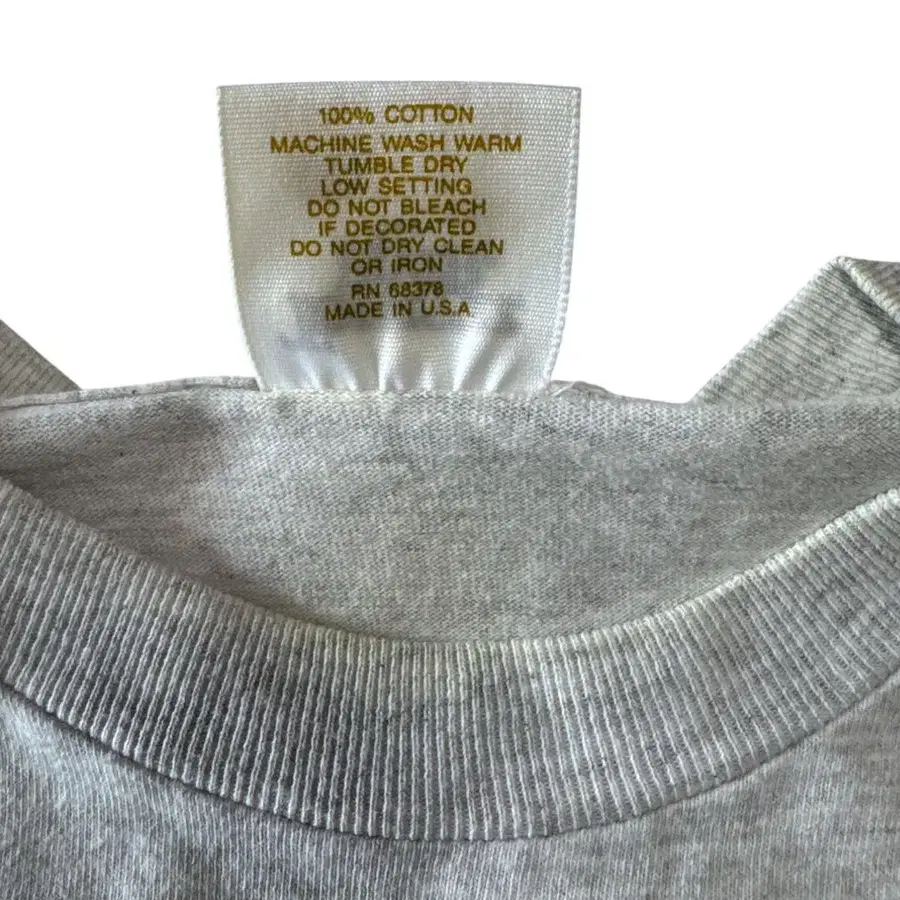 100% COTTON
MACHINE WASH WARM
TUMBLE DRY
LOW SETTING
DO NOT BLEACH
IF DECORATED
DO NOT DRY CLEAN
OR IRON
RN 68378
MADE IN U.S.A